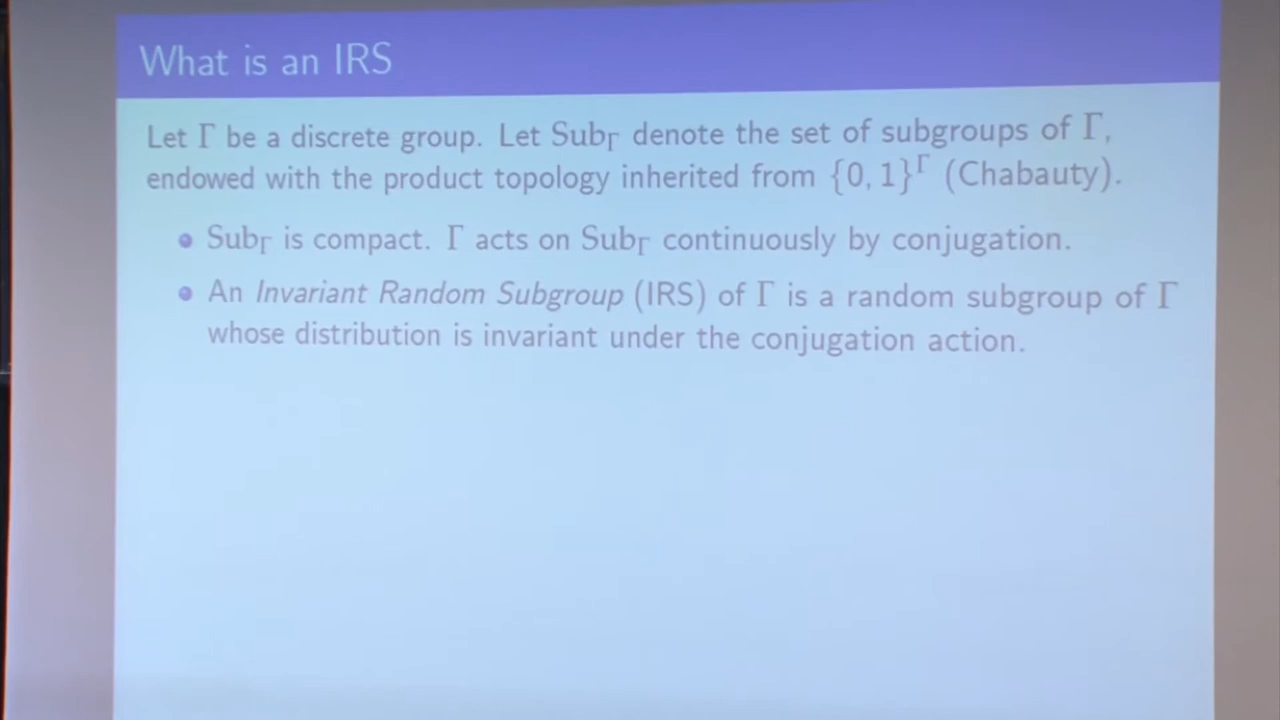 What is an IRS
Let Γ be a discrete group. Let Sub_Γ denote the set of subgroups of Γ,
endowed with the product topology inherited from {0, 1}^Γ (Chabauty).
• Sub_Γ is compact. Γ acts on Sub_Γ continuously by conjugation.
• An Invariant Random Subgroup (IRS) of Γ is a random subgroup of Γ
whose distribution is invariant under the conjugation action.